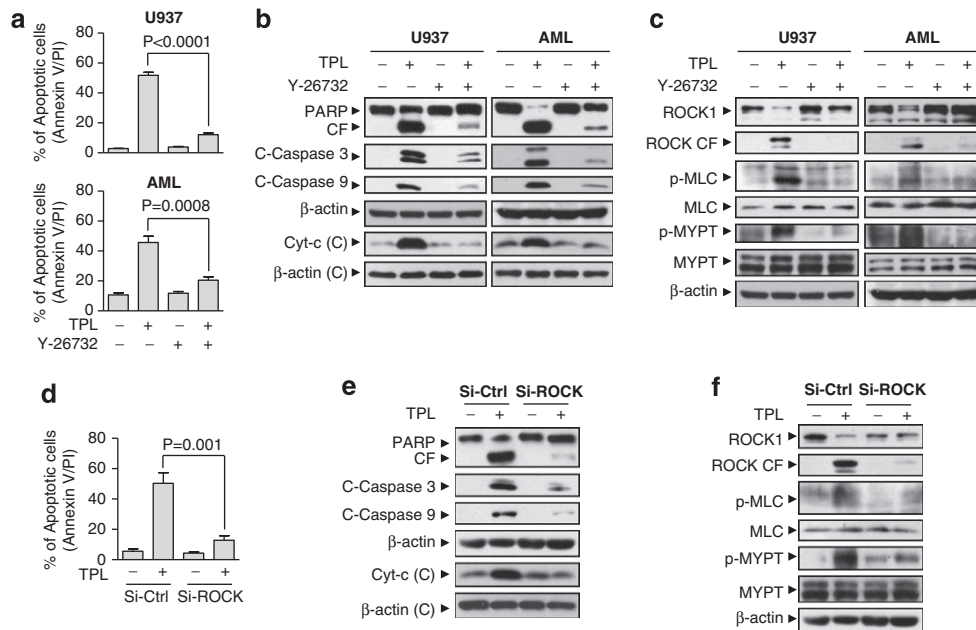 a
U937
% of Apoptotic cells
(Annexin V/PI)
80
60
40
20
0
P<0.0001
AML
% of Apoptotic cells
(Annexin V/PI)
80
60
40
20
0
P=0.0008
TPL – + – +
Y-26732 – – + +
b
U937 AML
TPL – + – + – + – +
Y-26732 – – + + – – + +
PARP
CF
C-Caspase 3
C-Caspase 9
β-actin
Cyt-c (C)
β-actin (C)
c
U937 AML
TPL – + – + – + – +
Y-26732 – – + + – – + +
ROCK1
ROCK CF
p-MLC
MLC
p-MYPT
MYPT
β-actin
d
% of Apoptotic cells
(Annexin V/PI)
80
60
40
20
0
P=0.001
TPL – + – +
Si-Ctrl Si-ROCK
e
Si-Ctrl Si-ROCK
TPL – + – +
PARP
CF
C-Caspase 3
C-Caspase 9
β-actin
Cyt-c (C)
β-actin (C)
f
Si-Ctrl Si-ROCK
TPL – + – +
ROCK1
ROCK CF
p-MLC
MLC
p-MYPT
MYPT
β-actin